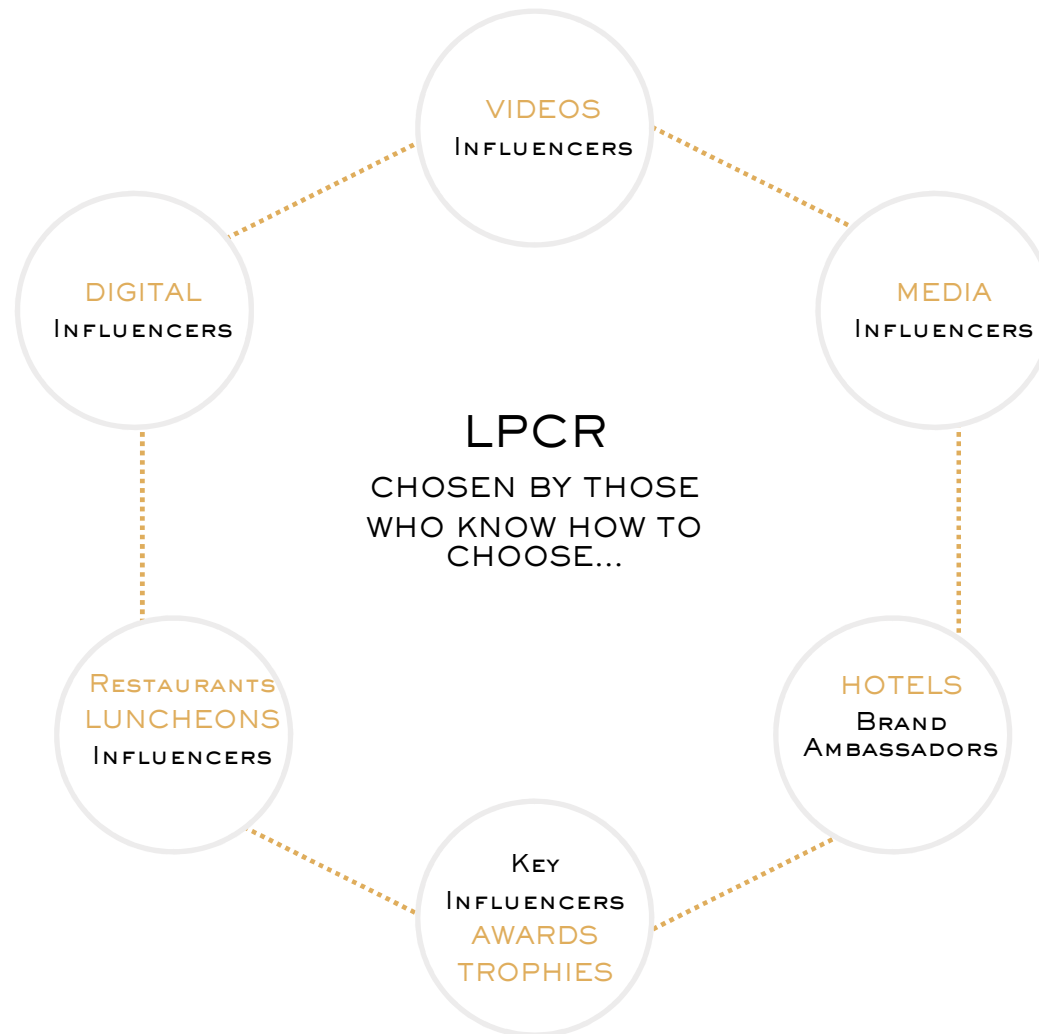 VIDEOS
Influencers
DIGITAL
Influencers
MEDIA
Influencers
LPCR
CHOSEN BY THOSE
WHO KNOW HOW TO
CHOOSE...
Restaurants
LUNCHEONS
Influencers
HOTELS
Brand
Ambassadors
Key
Influencers
AWARDS
TROPHIES